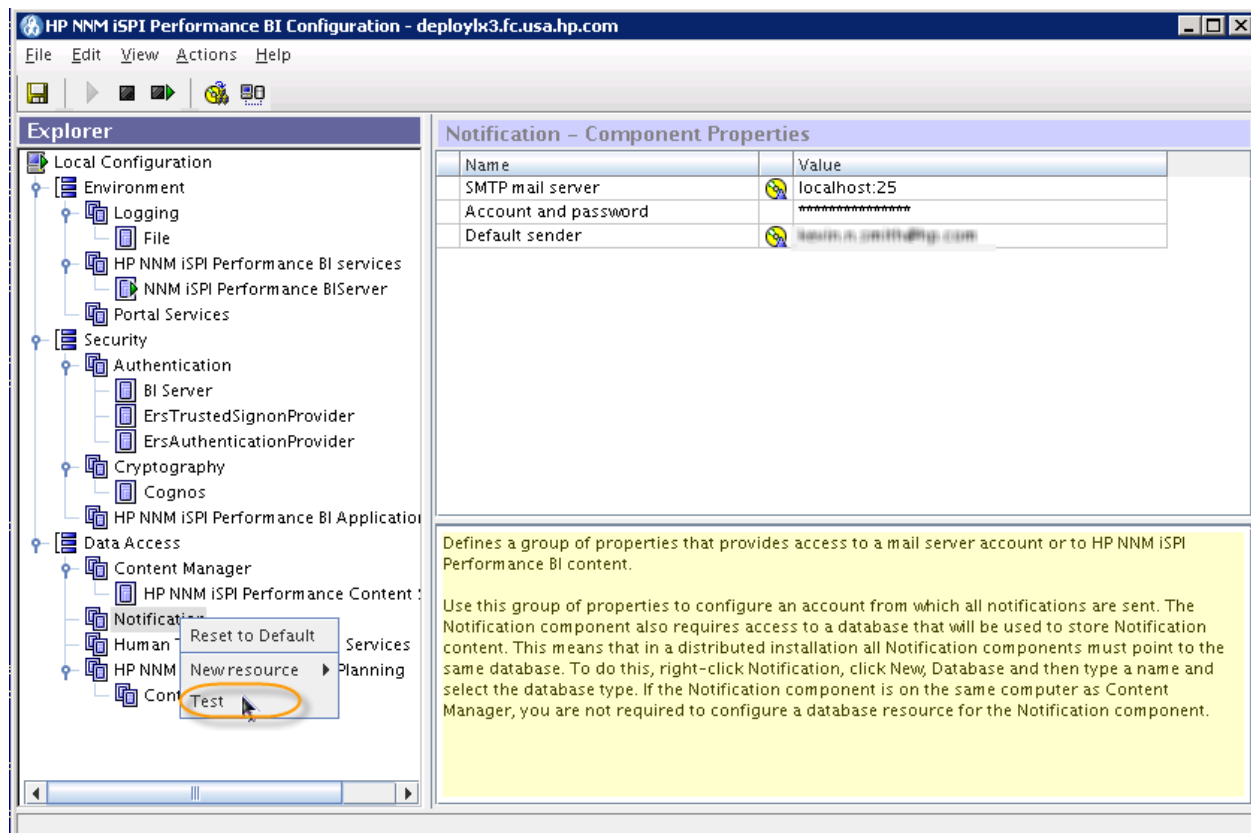 HP NNM iSPI Performance BI Configuration - deploylx3.fc.usa.hp.com
File Edit View Actions Help
Explorer
Local Configuration
Environment
Logging
File
HP NNM iSPI Performance BI services
NNM iSPI Performance BIServer
Portal Services
Security
Authentication
BI Server
ErsTrustedSignonProvider
ErsAuthenticationProvider
Cryptography
Cognos
HP NNM iSPI Performance BI Application
Data Access
Content Manager
HP NNM iSPI Performance Content
Notificati
Human Services
HP NNM Planning
Cont
Reset to Default
New resource
Test
Notification – Component Properties
Name Value
SMTP mail server localhost:25
Account and password ***************
Default sender
Defines a group of properties that provides access to a mail server account or to HP NNM iSPI
Performance BI content.
Use this group of properties to configure an account from which all notifications are sent. The
Notification component also requires access to a database that will be used to store Notification
content. This means that in a distributed installation all Notification components must point to the
same database. To do this, right-click Notification, click New, Database and then type a name and
select the database type. If the Notification component is on the same computer as Content
Manager, you are not required to configure a database resource for the Notification component.